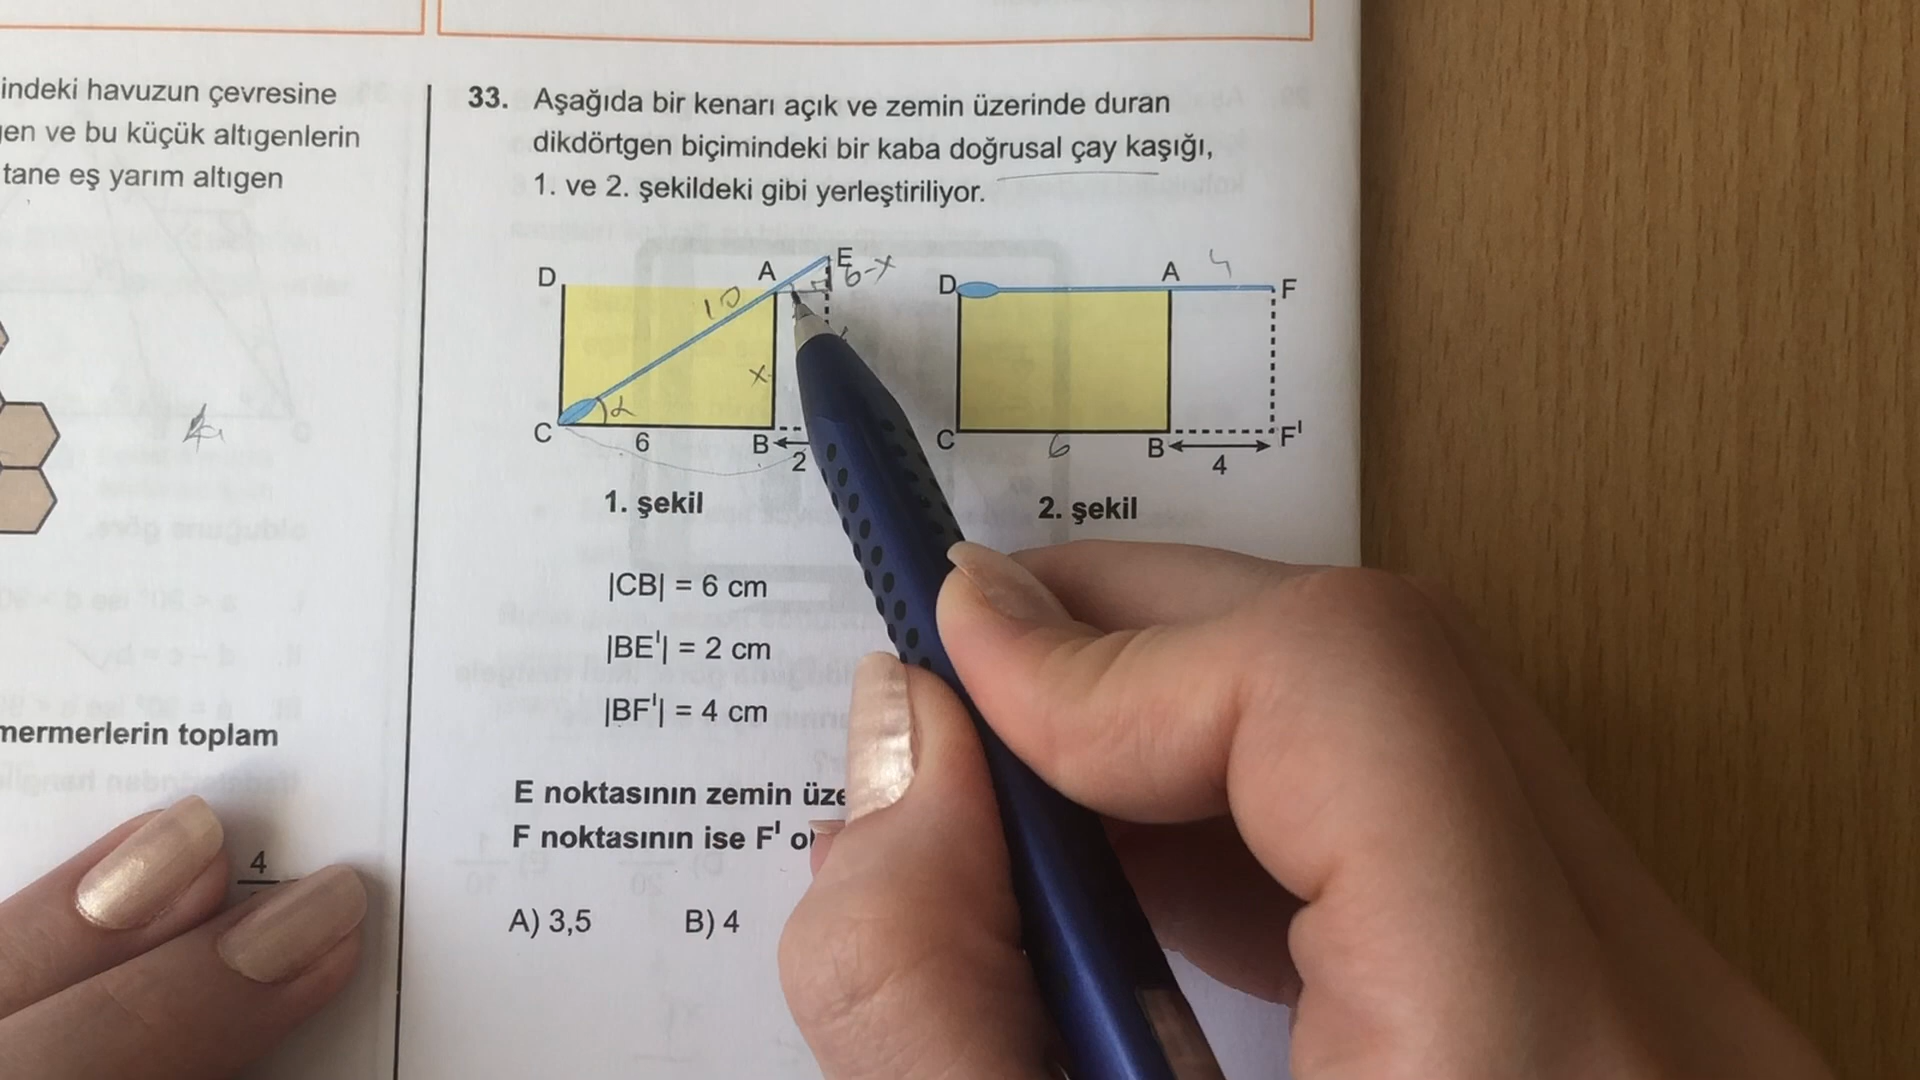 indeki havuzun çevresine
en ve bu küçük altıgenlerin
tane eş yarım altıgen
mermerlerin toplam
4
33. Aşağıda bir kenarı açık ve zemin üzerinde duran
dikdörtgen biçimindeki bir kaba doğrusal çay kaşığı,
1. ve 2. şekildeki gibi yerleştiriliyor.
D A E 6-x
10
x
α
C 6 B 2
1. şekil
D A 4 F
C 6 B F'
4
2. şekil
|CB| = 6 cm
|BE'| = 2 cm
|BF'| = 4 cm
E noktasının zemin üze
F noktasının ise F' o
A) 3,5 B) 4